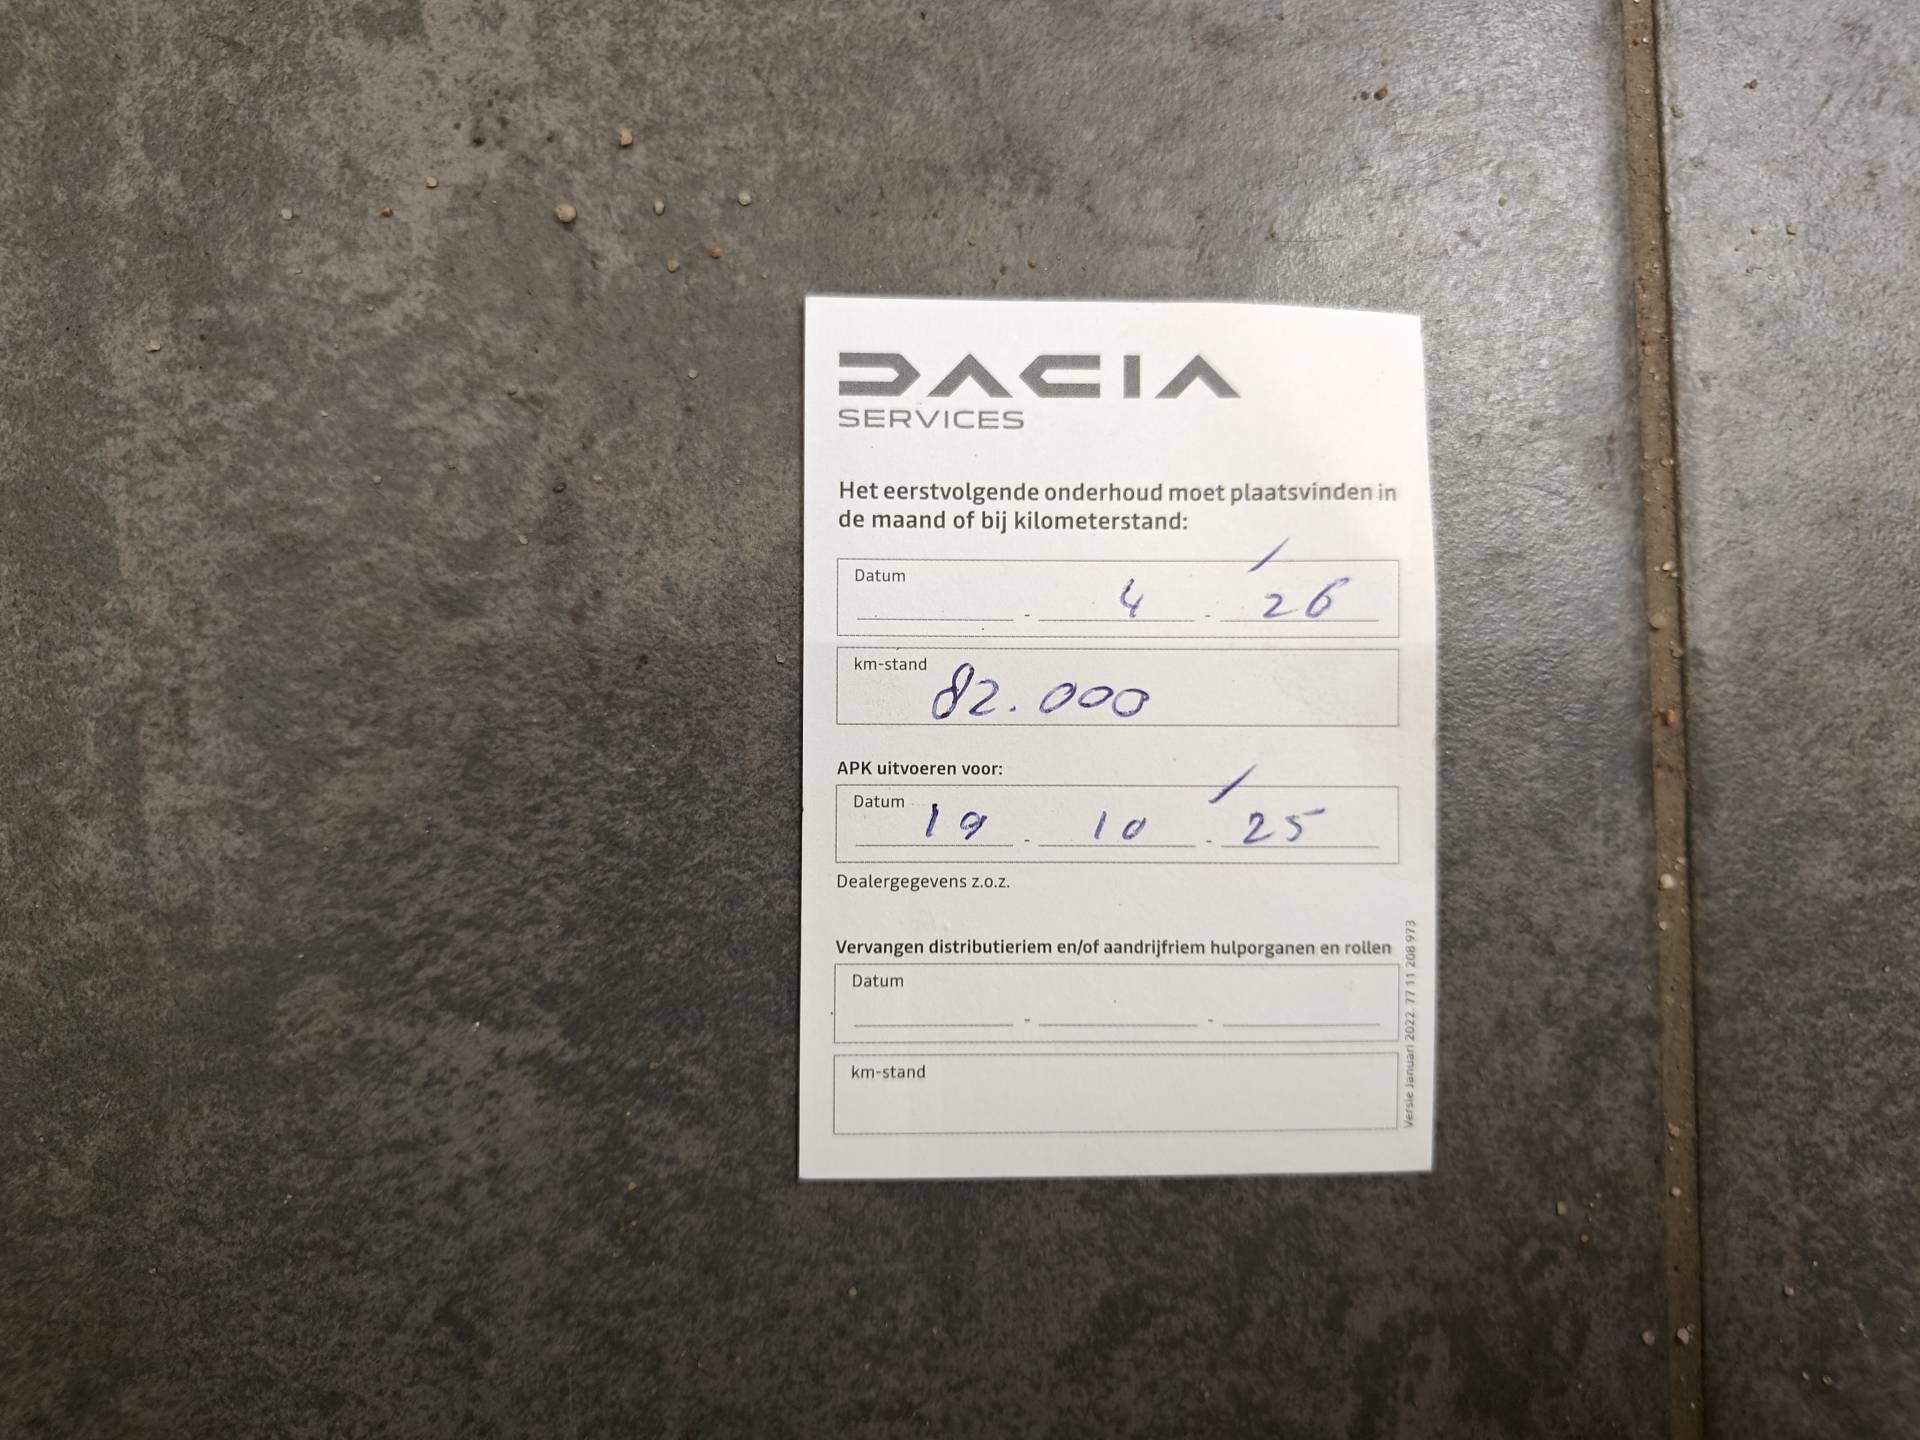 DACIA
SERVICES
Het eerstvolgende onderhoud moet plaatsvinden in
de maand of bij kilometerstand:
Datum
- 4 - / 26
km-stand
82.000
APK uitvoeren voor:
Datum
19 - 10 - / 25
Dealergegevens z.o.z.
Vervangen distributieriem en/of aandrijfriem hulporganen en rollen
Datum
- -
km-stand
Versie Januari 2022. 77 11 208 973